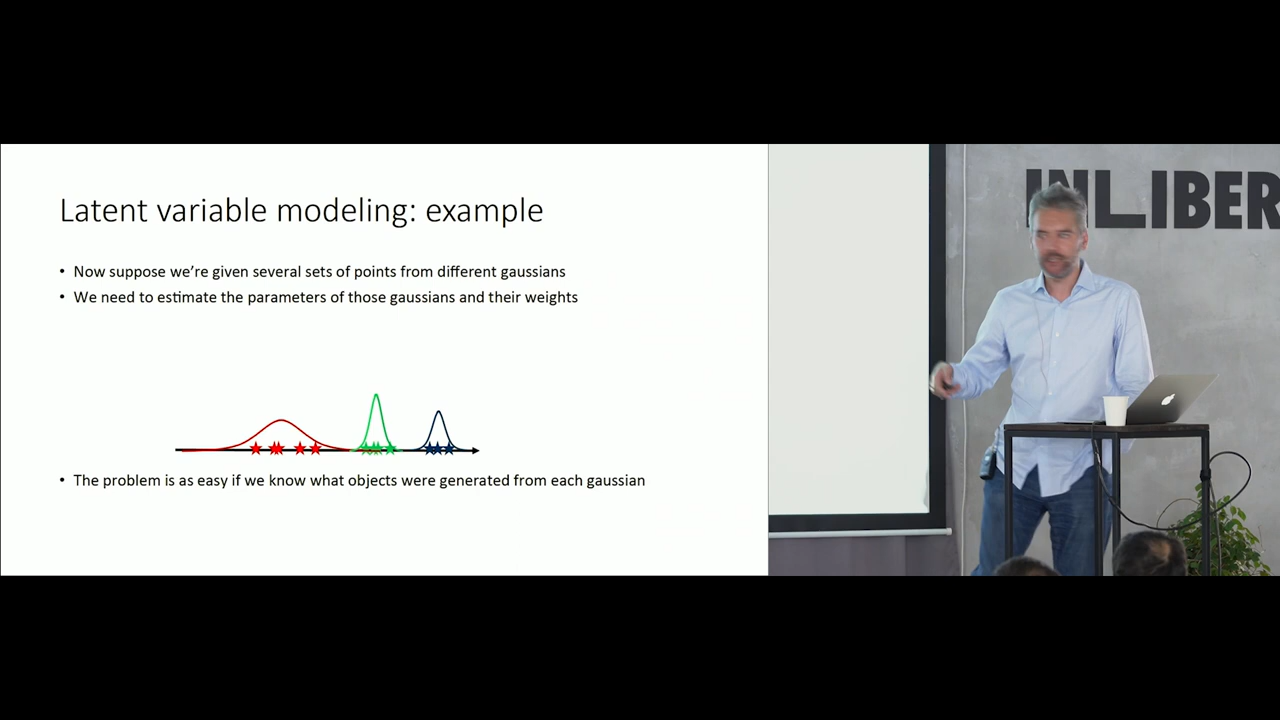 Latent variable modeling: example
• Now suppose we’re given several sets of points from different gaussians
• We need to estimate the parameters of those gaussians and their weights
• The problem is as easy if we know what objects were generated from each gaussian
INLIBER